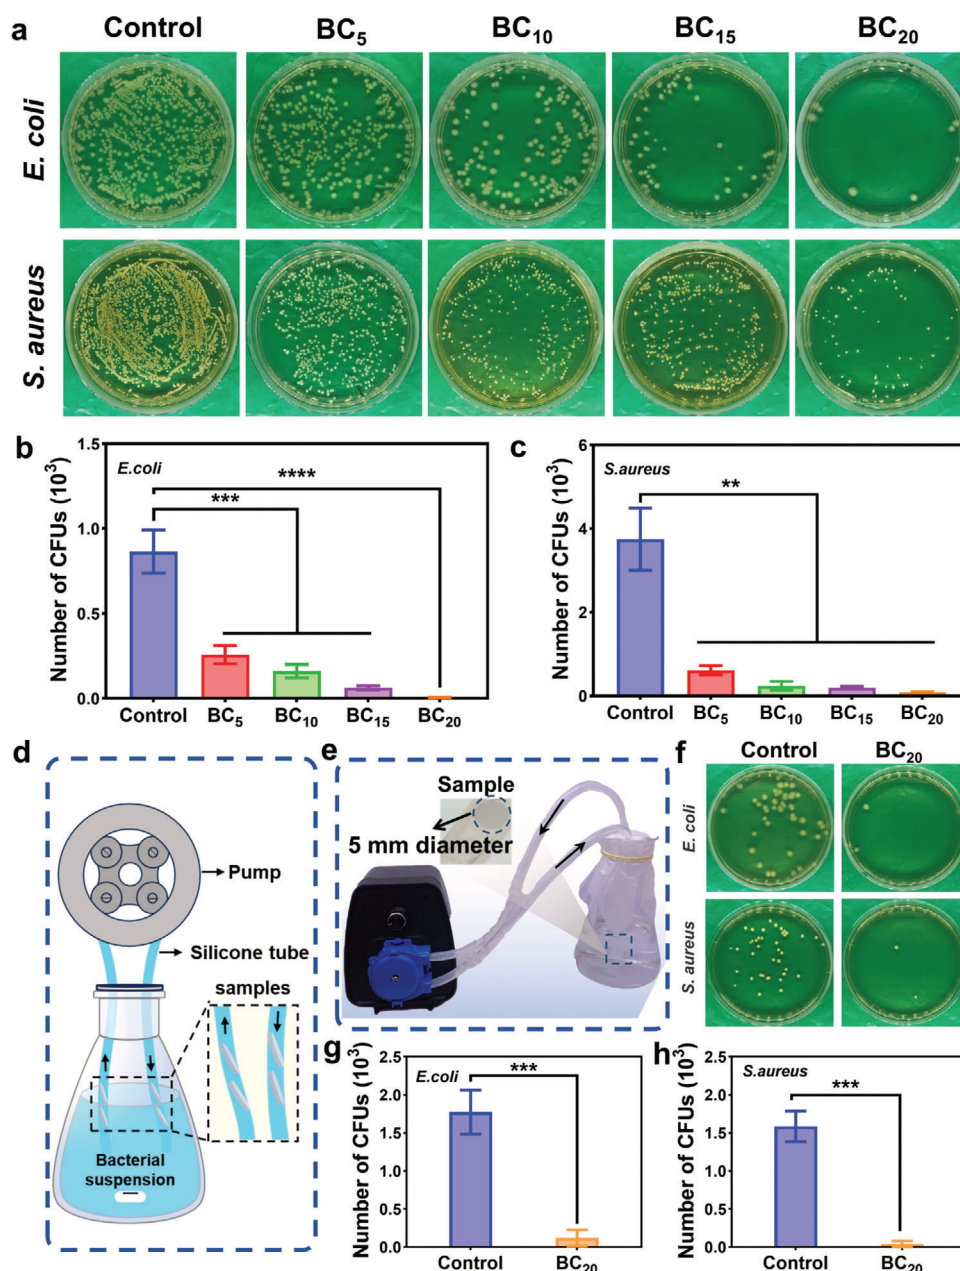 a
Control BC5 BC10 BC15 BC20
E. coli
S. aureus
b
E.coli
Number of CFUs (10³)
1.5
1.0
0.5
0.0
***
****
Control BC5 BC10 BC15 BC20
c
S.aureus
Number of CFUs (10³)
6
4
2
0
**
Control BC5 BC10 BC15 BC20
d
Pump
Silicone tube
samples
Bacterial
suspension
e
Sample
5 mm diameter
f
Control BC20
E. coli
S. aureus
g
E.coli
Number of CFUs (10³)
2.5
2.0
1.5
1.0
0.5
0.0
***
Control BC20
h
S.aureus
Number of CFUs (10³)
2.5
2.0
1.5
1.0
0.5
0.0
***
Control BC20